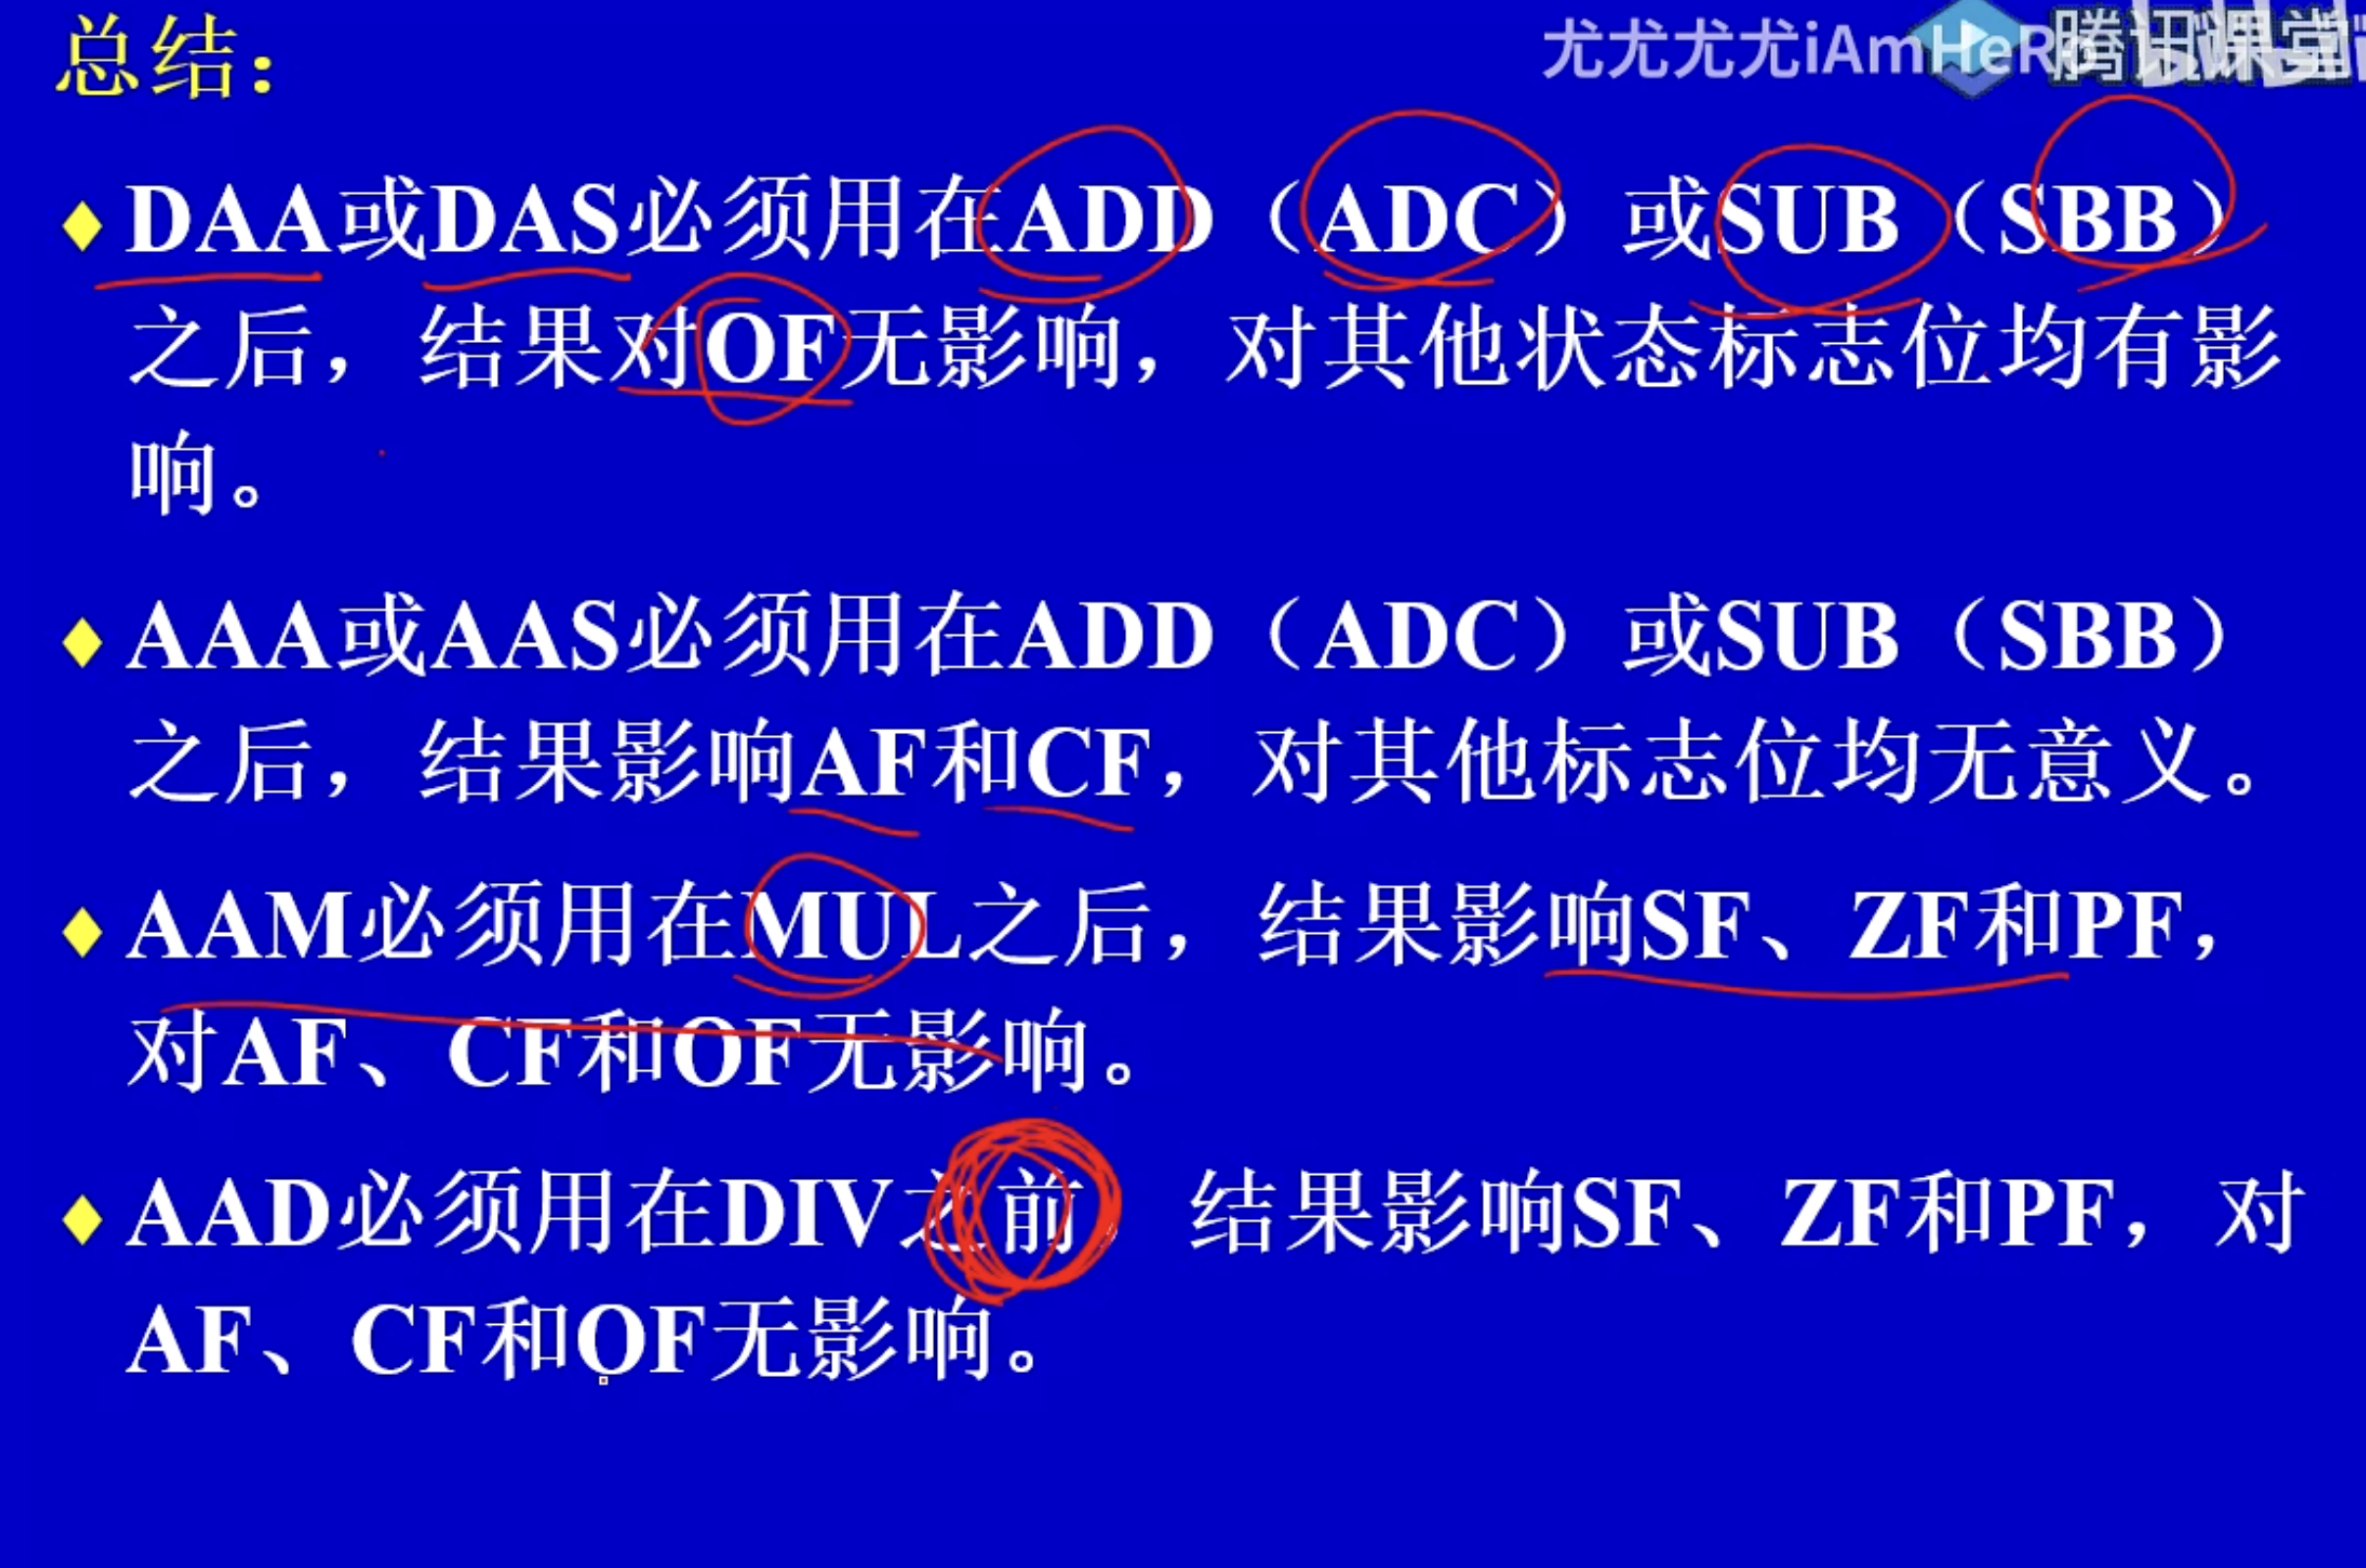 总结：
尤尤尤尤iAmHeRo 腾讯课堂
DAA或DAS必须用在ADD（ADC）或SUB（SBB）
之后，结果对OF无影响，对其他状态标志位均有影
响。
AAA或AAS必须用在ADD（ADC）或SUB（SBB）
之后，结果影响AF和CF，对其他标志位均无意义。
AAM必须用在MUL之后，结果影响SF、ZF和PF，
对AF、CF和OF无影响。
AAD必须用在DIV之前 结果影响SF、ZF和PF，对
AF、CF和OF无影响。